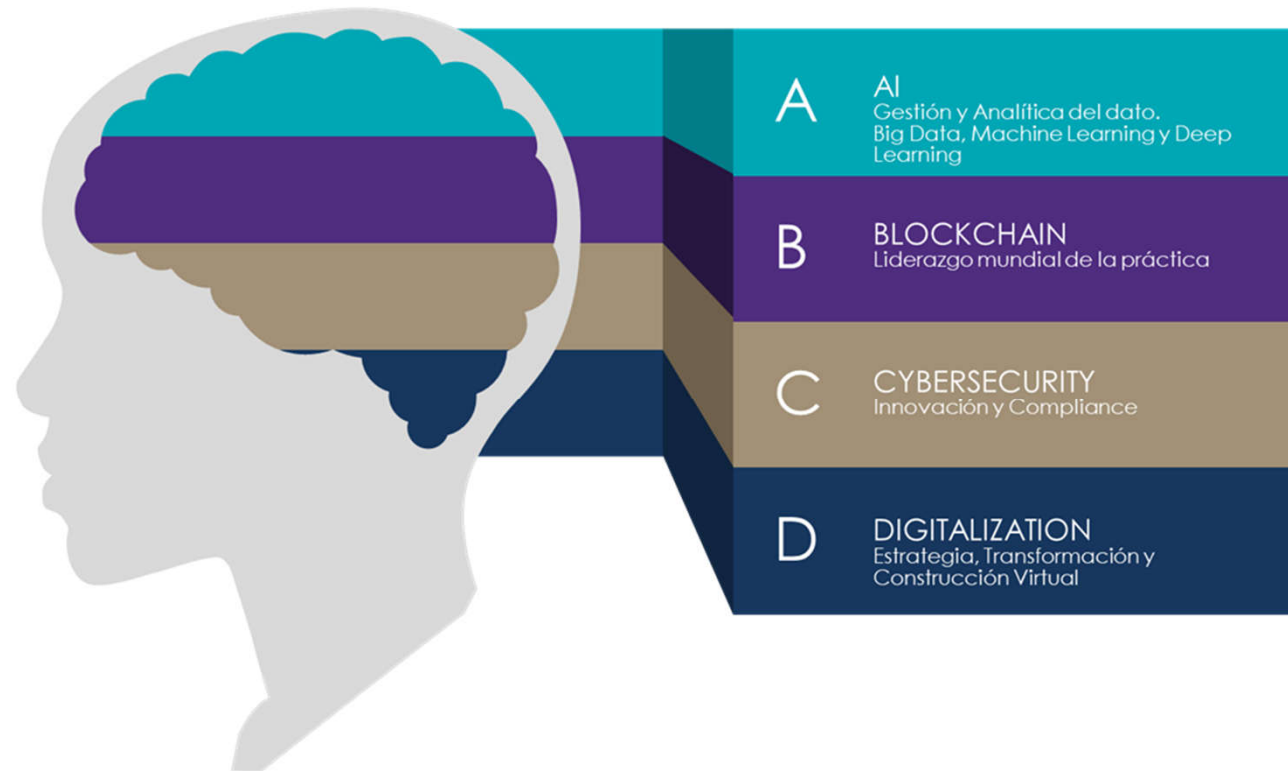 A
AI
Gestión y Analítica del dato.
Big Data, Machine Learning y Deep
Learning
B
BLOCKCHAIN
Liderazgo mundial de la práctica
C
CYBERSECURITY
Innovación y Compliance
D
DIGITALIZATION
Estrategia, Transformación y
Construcción Virtual